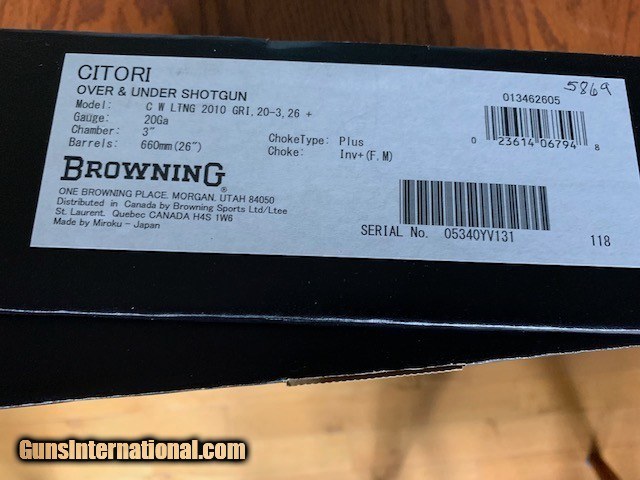 CITORI
OVER & UNDER SHOTGUN
Model: C W LTNG 2010 GRI, 20-3, 26 +
Gauge: 20Ga
Chamber: 3"
Barrels: 660mm(26")
ChokeType: Plus
Choke: Inv+(F.M)
BROWNING®
ONE BROWNING PLACE. MORGAN. UTAH 84050
Distributed in Canada by Browning Sports Ltd/Ltee
St. Laurent. Quebec CANADA H4S 1W6
Made by Miroku - Japan
5869
013462605
0 23614 06794 8
SERIAL No. 05340YV131
118
GunsInternational.com